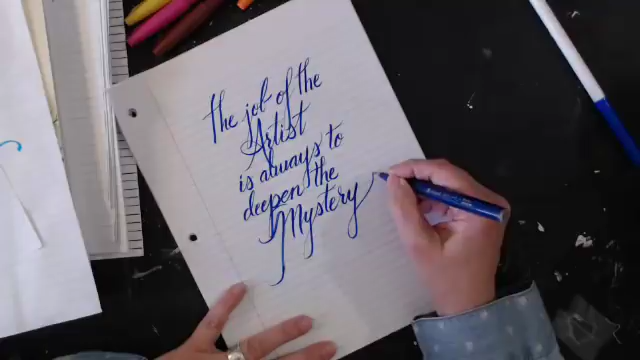 the job of the
Artist
is always to
deepen the
Mystery